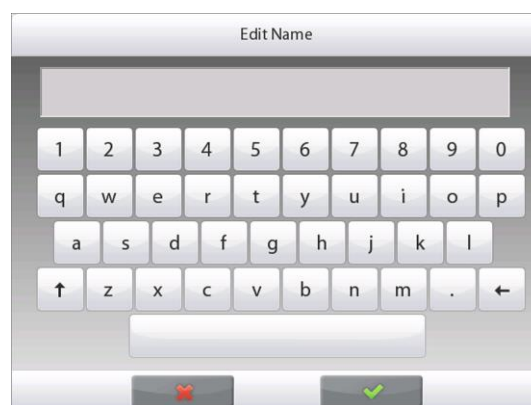 Edit Name
1 2 3 4 5 6 7 8 9 0
q w e r t y u i o p
a s d f g h j k l
↑ z x c v b n m . ←